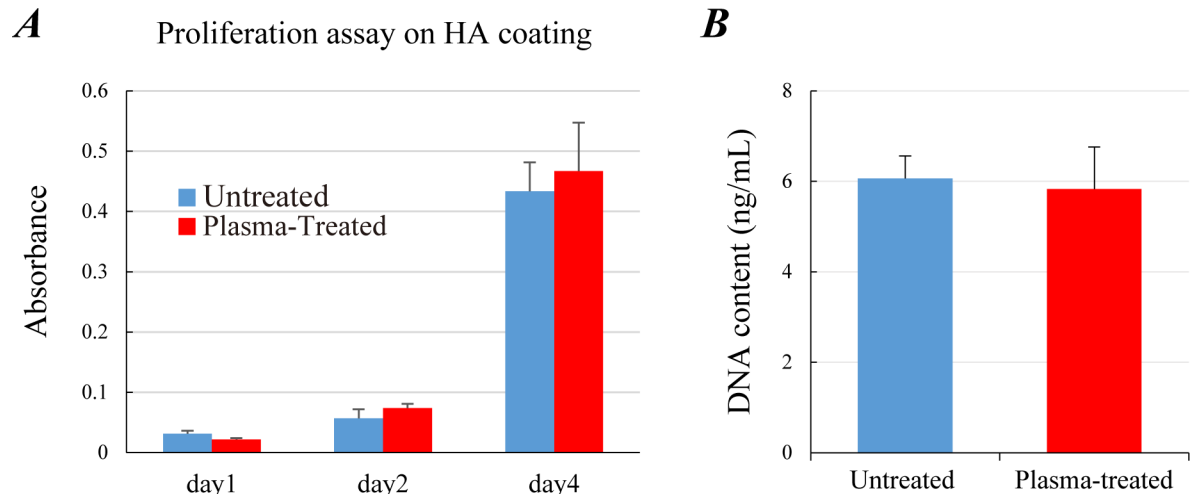 A
Proliferation assay on HA coating
Absorbance
0.6
0.5
0.4
0.3
0.2
0.1
0
Untreated
Plasma-Treated
day1
day2
day4
B
DNA content (ng/mL)
8
6
4
2
0
Untreated
Plasma-treated